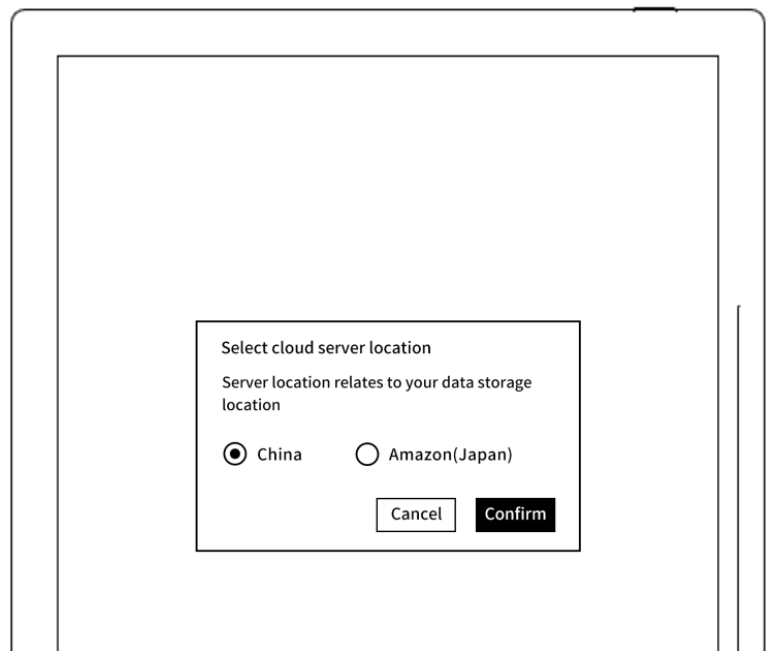 Select cloud server location
Server location relates to your data storage
location
China Amazon(Japan)
Cancel Confirm